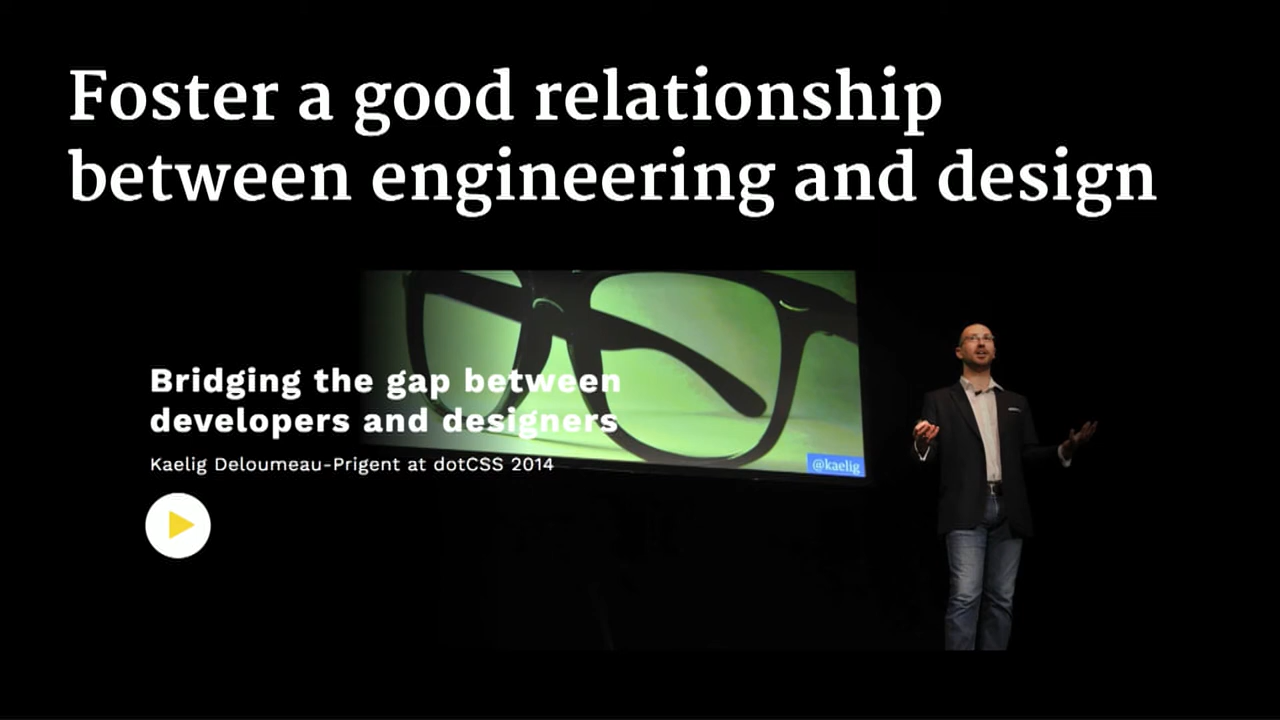 Foster a good relationship
between engineering and design
Bridging the gap between
developers and designers
Kaelig Deloumeau-Prigent at dotCSS 2014
@kaelig